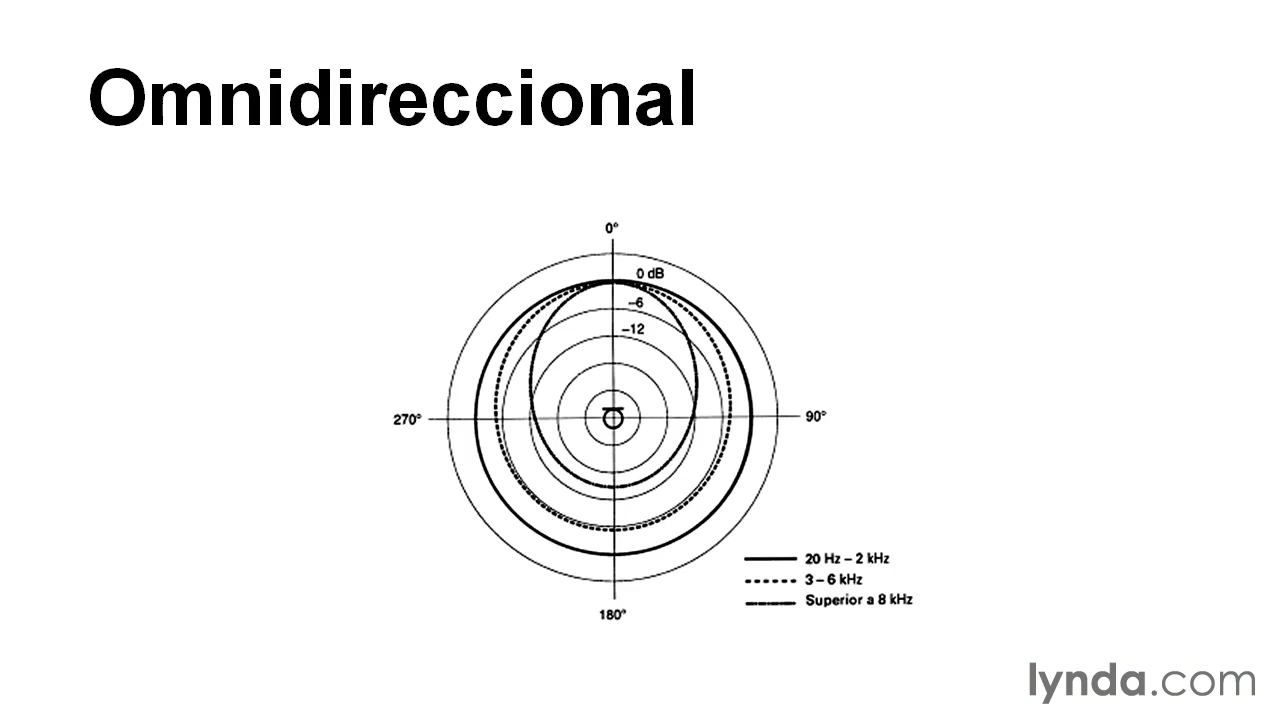 Omnidireccional
0°
0 dB
–6
–12
270°
90°
20 Hz – 2 kHz
3 – 6 kHz
Superior a 8 kHz
180°
lynda.com